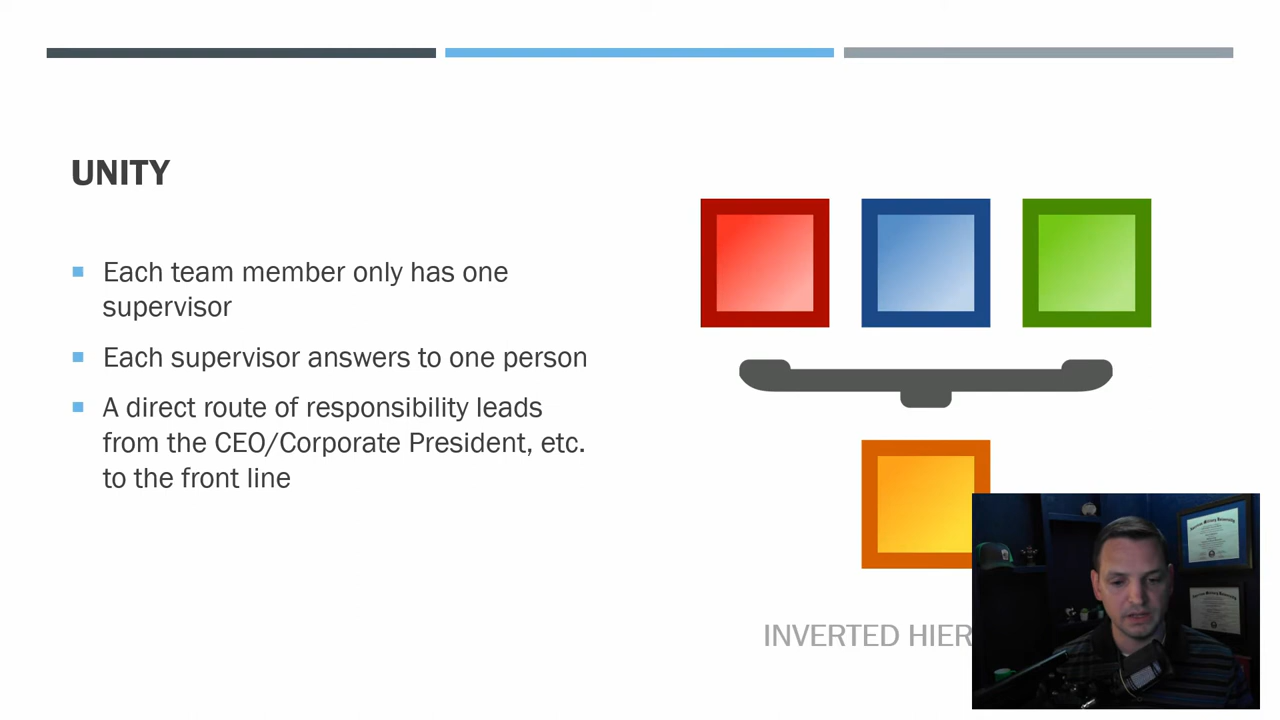 UNITY
Each team member only has one
supervisor
Each supervisor answers to one person
A direct route of responsibility leads
from the CEO/Corporate President, etc.
to the front line
INVERTED HIER